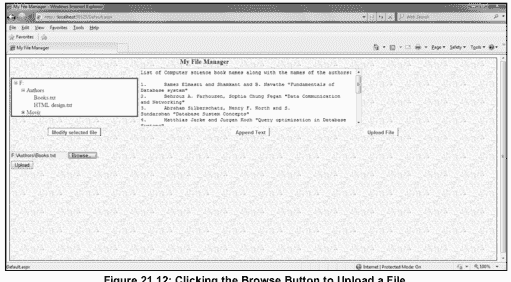 My File Manager - Windows Internet Explorer
File Edit View Favorites Tools Help
Favorites
My File Manager
Page Safety Tools
My File Manager
List of Computer science book names along with the names of the authors:
1. Ramez Elmasri and Shamkant and B. Navathe "Fundamentals of
Database system"
2. Behrouz A. Forhouzen, Sophia Chung Fegan "Data Communication
and Networking"
3. Abraham Silberschatz, Henry F. Korth and S.
Sudarshan "Database System Concepts"
4. Matthias Jarke and Jurgen Koch "Query optimization in Database
F:
Authors
Books.txt
HTML design.txt
Movie
Modify selected file
Append Text
Upload File
F:\Authors\Books.txt Browse...
Upload
Default.aspx
Internet | Protected Mode: On
100%
Figure 21.12: Clicking the Browse Button to Upload a File